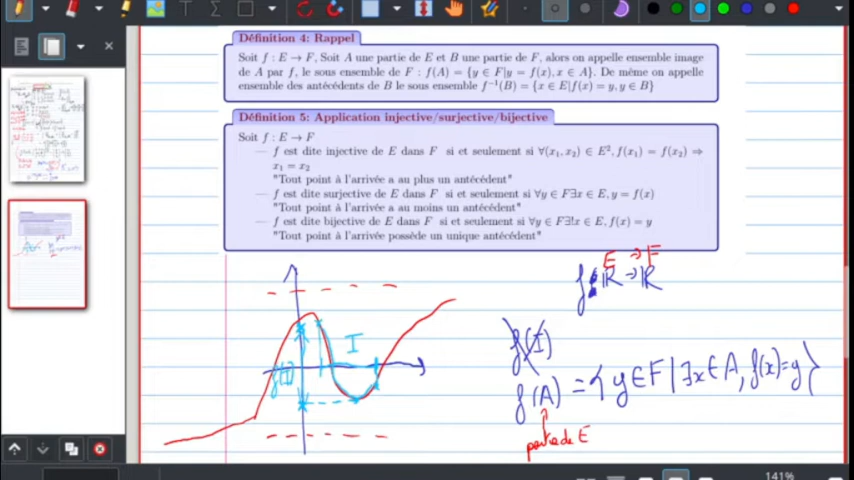 Définition 4: Rappel
Soit f : E → F, Soit A une partie de E et B une partie de F, alors on appelle ensemble image
de A par f, le sous ensemble de F : f(A) = {y ∈ F|y = f(x), x ∈ A}. De même on appelle
ensemble des antécédents de B le sous ensemble f⁻¹(B) = {x ∈ E|f(x) = y, y ∈ B}
Définition 5: Application injective/surjective/bijective
Soit f : E → F
— f est dite injective de E dans F si et seulement si ∀(x₁, x₂) ∈ E², f(x₁) = f(x₂) ⇒
x₁ = x₂
"Tout point à l'arrivée a au plus un antécédent"
— f est dite surjective de E dans F si et seulement si ∀y ∈ F∃x ∈ E, y = f(x)
"Tout point à l'arrivée a au moins un antécédent"
— f est dite bijective de E dans F si et seulement si ∀y ∈ F∃!x ∈ E, f(x) = y
"Tout point à l'arrivée possède un unique antécédent"
E → F
f: ℝ → ℝ
I
f(I)
f(I)
f(A) = { y ∈ F | ∃x ∈ A, f(x) = y }
partie de E
141%